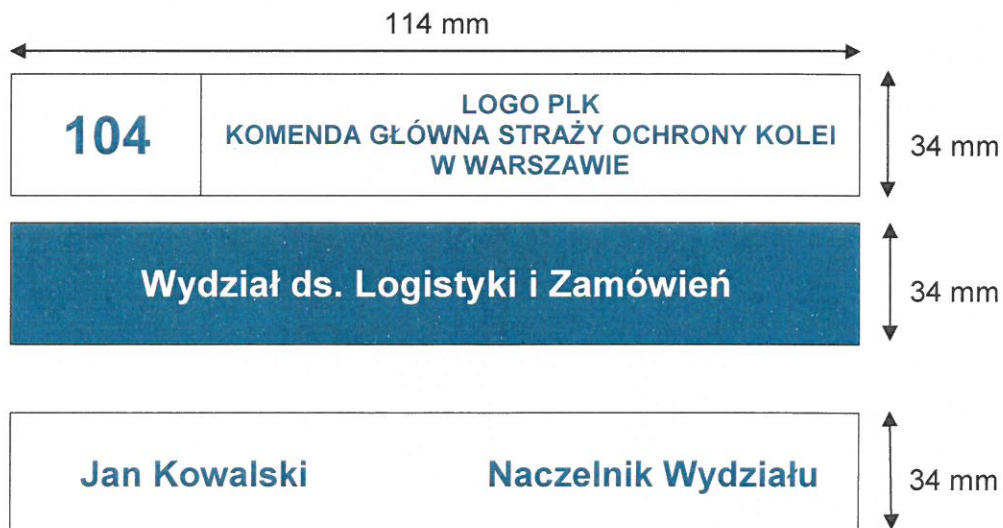 114 mm
104
LOGO PLK
KOMENDA GŁÓWNA STRAŻY OCHRONY KOLEI
W WARSZAWIE
34 mm
Wydział ds. Logistyki i Zamówień
34 mm
Jan Kowalski Naczelnik Wydziału
34 mm